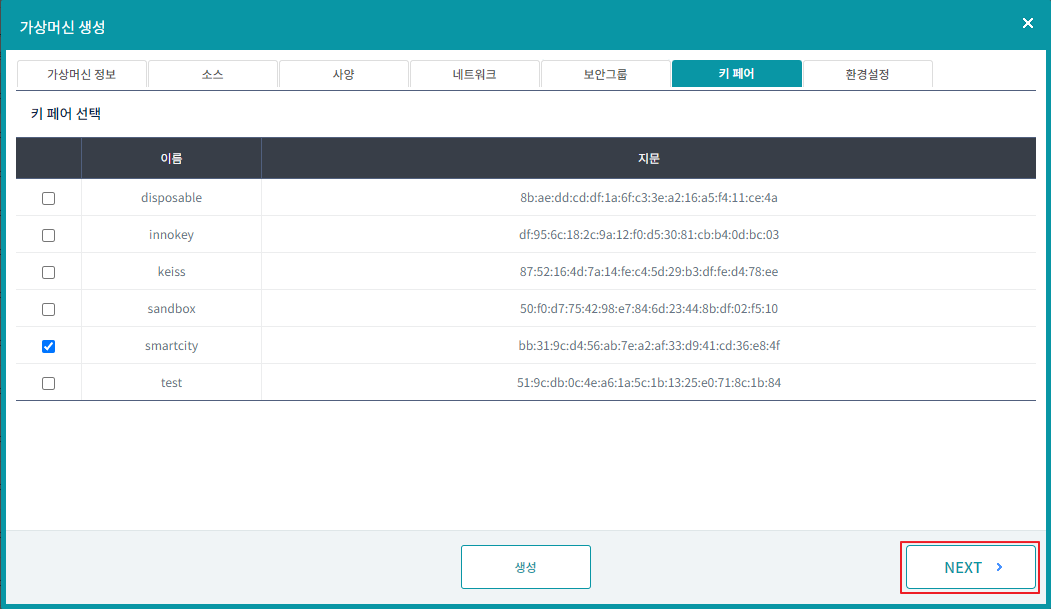 가상머신 생성
가상머신 정보 소스 사양 네트워크 보안그룹 키 페어 환경설정
키 페어 선택
이름 지문
disposable 8b:ae:dd:cd:df:1a:6f:c3:3e:a2:16:a5:f4:11:ce:4a
innokey df:95:6c:18:2c:9a:12:f0:d5:30:81:cb:b4:0d:bc:03
keiss 87:52:16:4d:7a:14:fe:c4:5d:29:b3:df:fe:d4:78:ee
sandbox 50:f0:d7:75:42:98:e7:84:6d:23:44:8b:df:02:f5:10
smartcity bb:31:9c:d4:56:ab:7e:a2:af:33:d9:41:cd:36:e8:4f
test 51:9c:db:0c:4e:a6:1a:5c:1b:13:25:e0:71:8c:1b:84
생성 NEXT